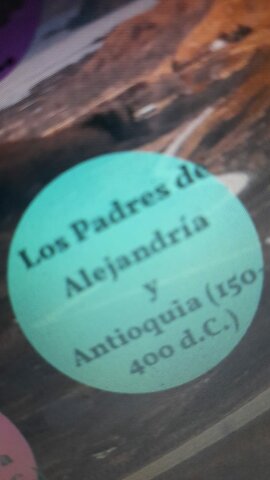 Los Padres de
Alejandría
y
Antioquia (150-
400 d.C.)
a